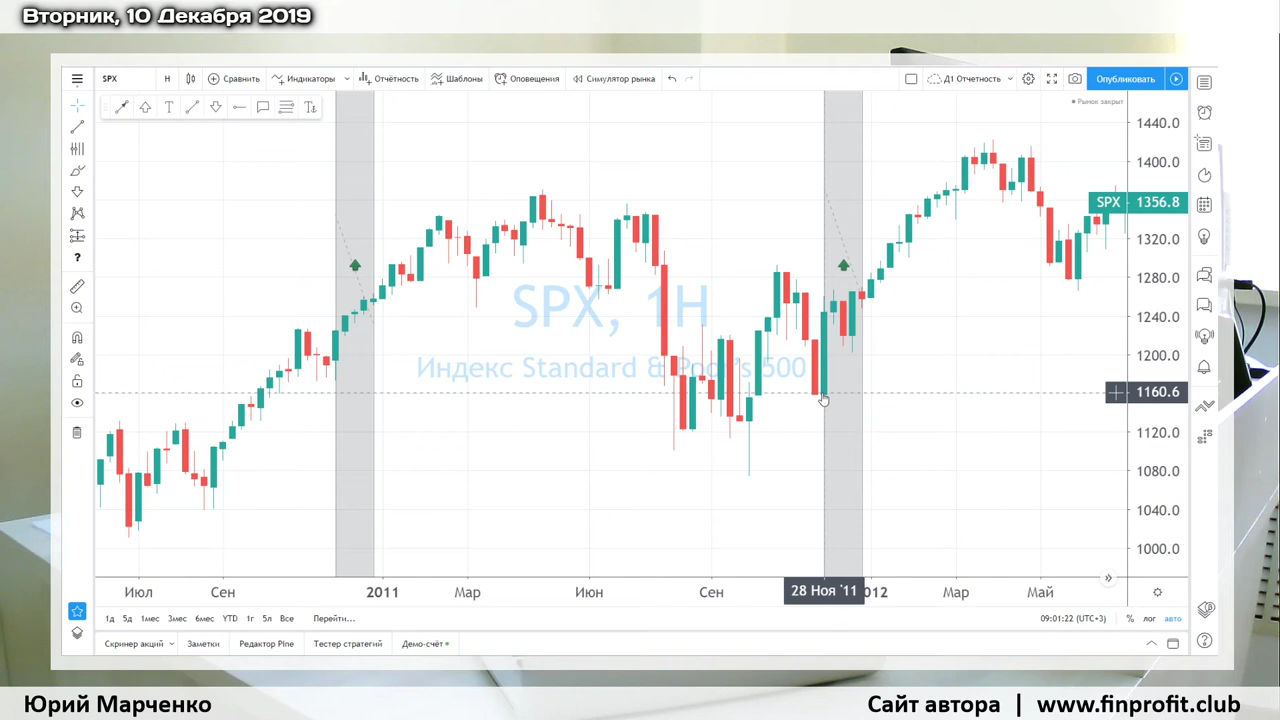 Вторник, 10 Декабря 2019
SPX Н Сравнить Индикаторы Отчётность Шаблоны Оповещения Симулятор рынка Д1 Отчетность Опубликовать
Рынок закрыт
1440.0
1400.0
SPX 1356.8
1320.0
1280.0
1240.0
1200.0
1160.6
1120.0
1080.0
1040.0
1000.0
SPX, 1Н
Индекс Standard & Poor's 500
Июл Сен 2011 Мар Июн Сен 28 Ноя '11 012 Мар Май
1д 5д 1мес 3мес 6мес YTD 1г 5л Все Перейти... 09:01:22 (UTC+3) % лог авто
Скринер акций Заметки Редактор Pine Тестер стратегий Демо-счёт
Юрий Марченко
Сайт автора | www.finprofit.club